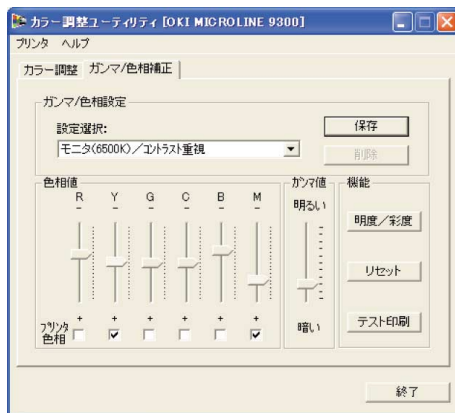 カラー調整ユーティリティ [OKI MICROLINE 9300]
プリンタ ヘルプ
カラー調整 ガンマ/色相補正
ガンマ/色相設定
設定選択:
モニタ(6500K)／コントラスト重視
保存
削除
色相値
R Y G C B M
- - - - - -
+ + + + + +
プリンタ
色相
ガンマ値
明るい
暗い
機能
明度／彩度
リセット
テスト印刷
終了